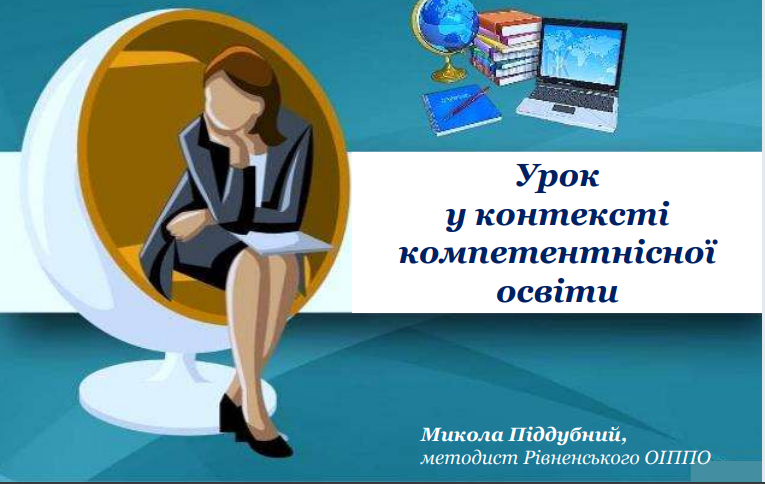 Урок
у контексті
компетентнісної
освіти
Микола Піддубний,
методист Рівненського ОІППО